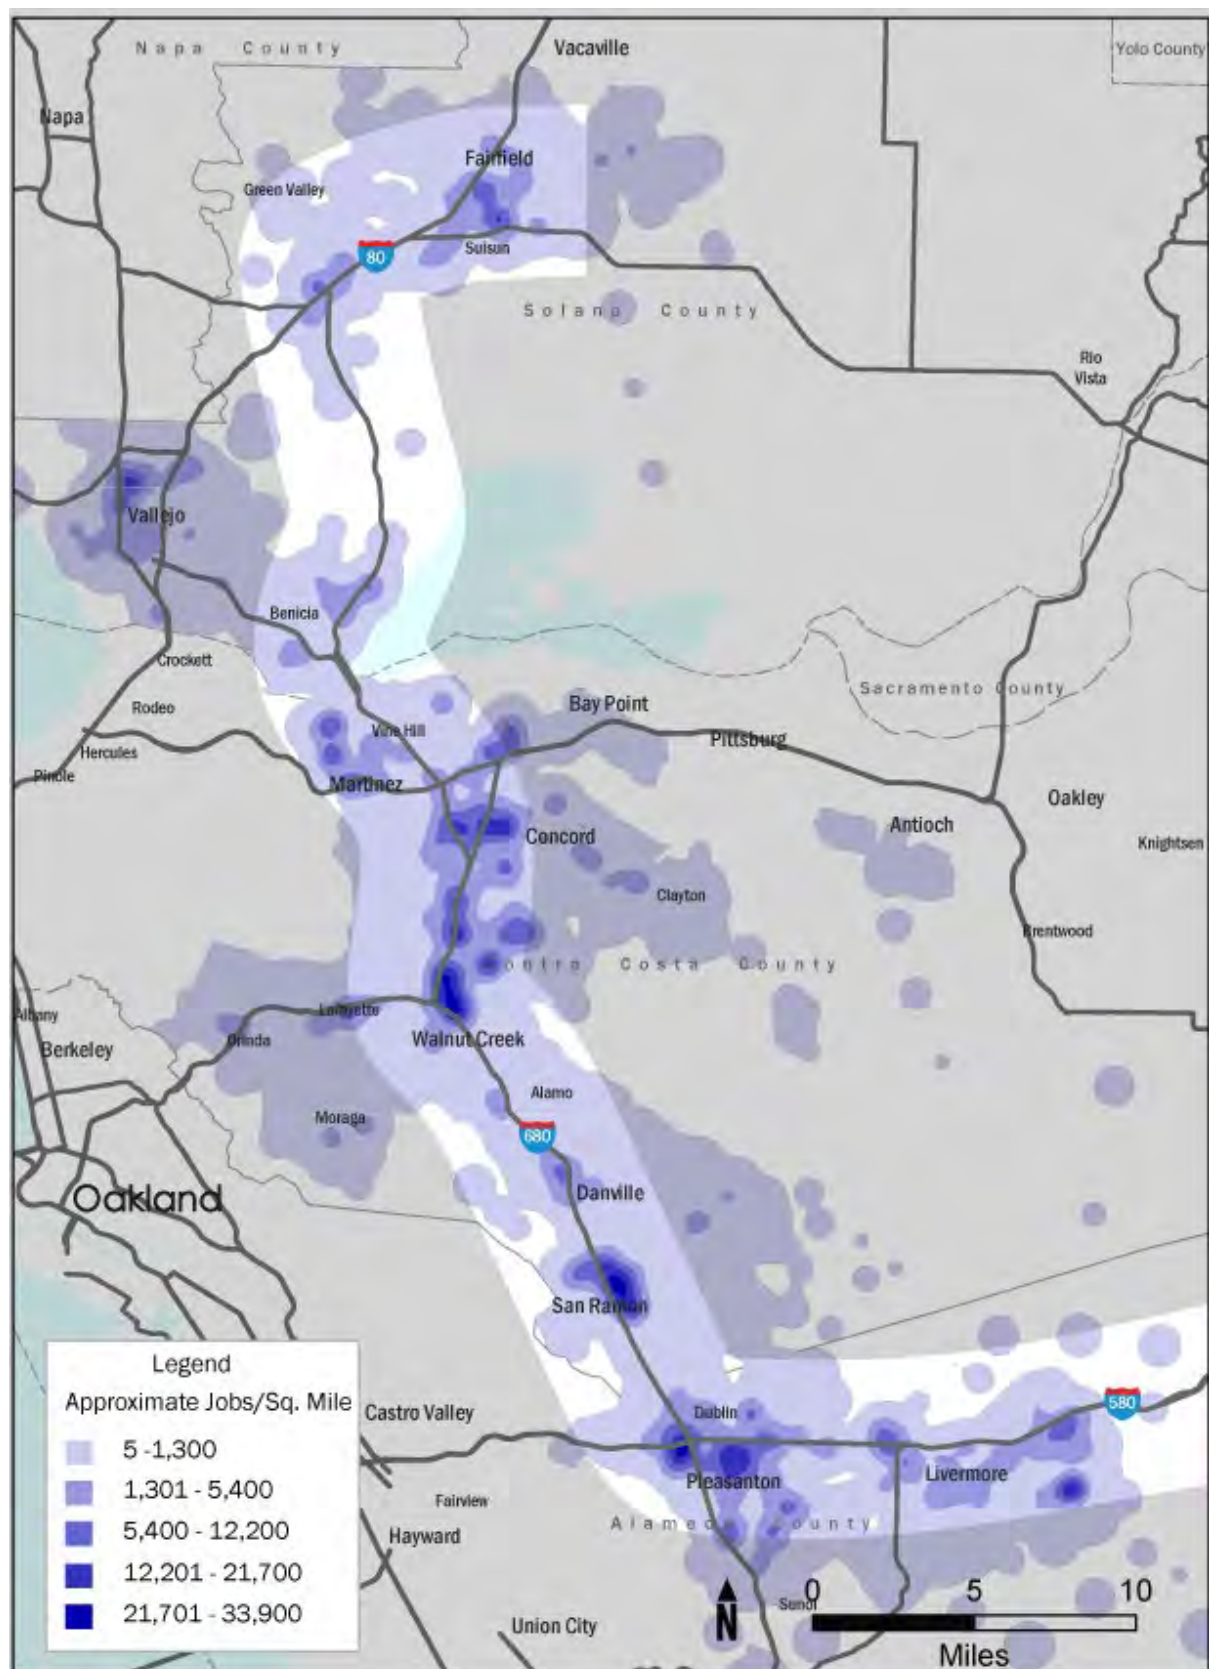 Napa County
Vacaville
Yolo County
Napa
Fairfield
Green Valley
80
Suisun
Solano County
Rio
Vista
Vallejo
Benicia
Crockett
Sacramento County
Rodeo
Bay Point
Vine Hill
Pittsburg
Hercules
Pinole
Martinez
Oakley
Concord
Antioch
Knightsen
Clayton
Brentwood
Contra Costa County
Lafayette
Albany
Orinda
Walnut Creek
Berkeley
Alamo
Moraga
680
Danville
Oakland
San Ramon
Legend
Approximate Jobs/Sq. Mile
5 -1,300
1,301 - 5,400
5,400 - 12,200
12,201 - 21,700
21,701 - 33,900
580
Castro Valley
Dublin
Pleasanton
Livermore
Fairview
Alameda County
Hayward
0 5 10
Sunol
N
Union City
Miles